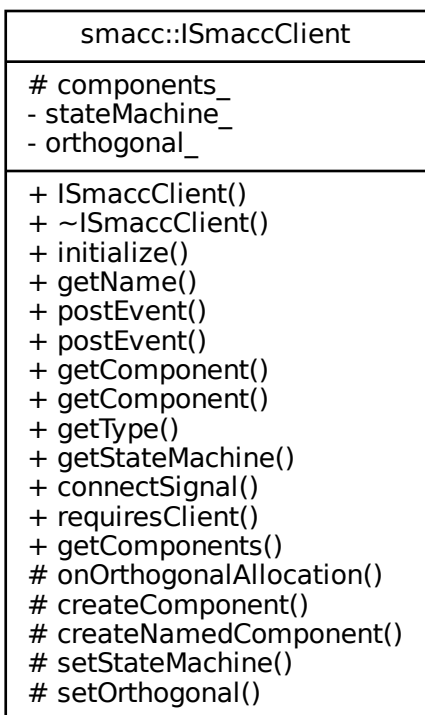 smacc::ISmaccClient
# components_
- stateMachine_
- orthogonal_
+ ISmaccClient()
+ ~ISmaccClient()
+ initialize()
+ getName()
+ postEvent()
+ postEvent()
+ getComponent()
+ getComponent()
+ getType()
+ getStateMachine()
+ connectSignal()
+ requiresClient()
+ getComponents()
# onOrthogonalAllocation()
# createComponent()
# createNamedComponent()
# setStateMachine()
# setOrthogonal()